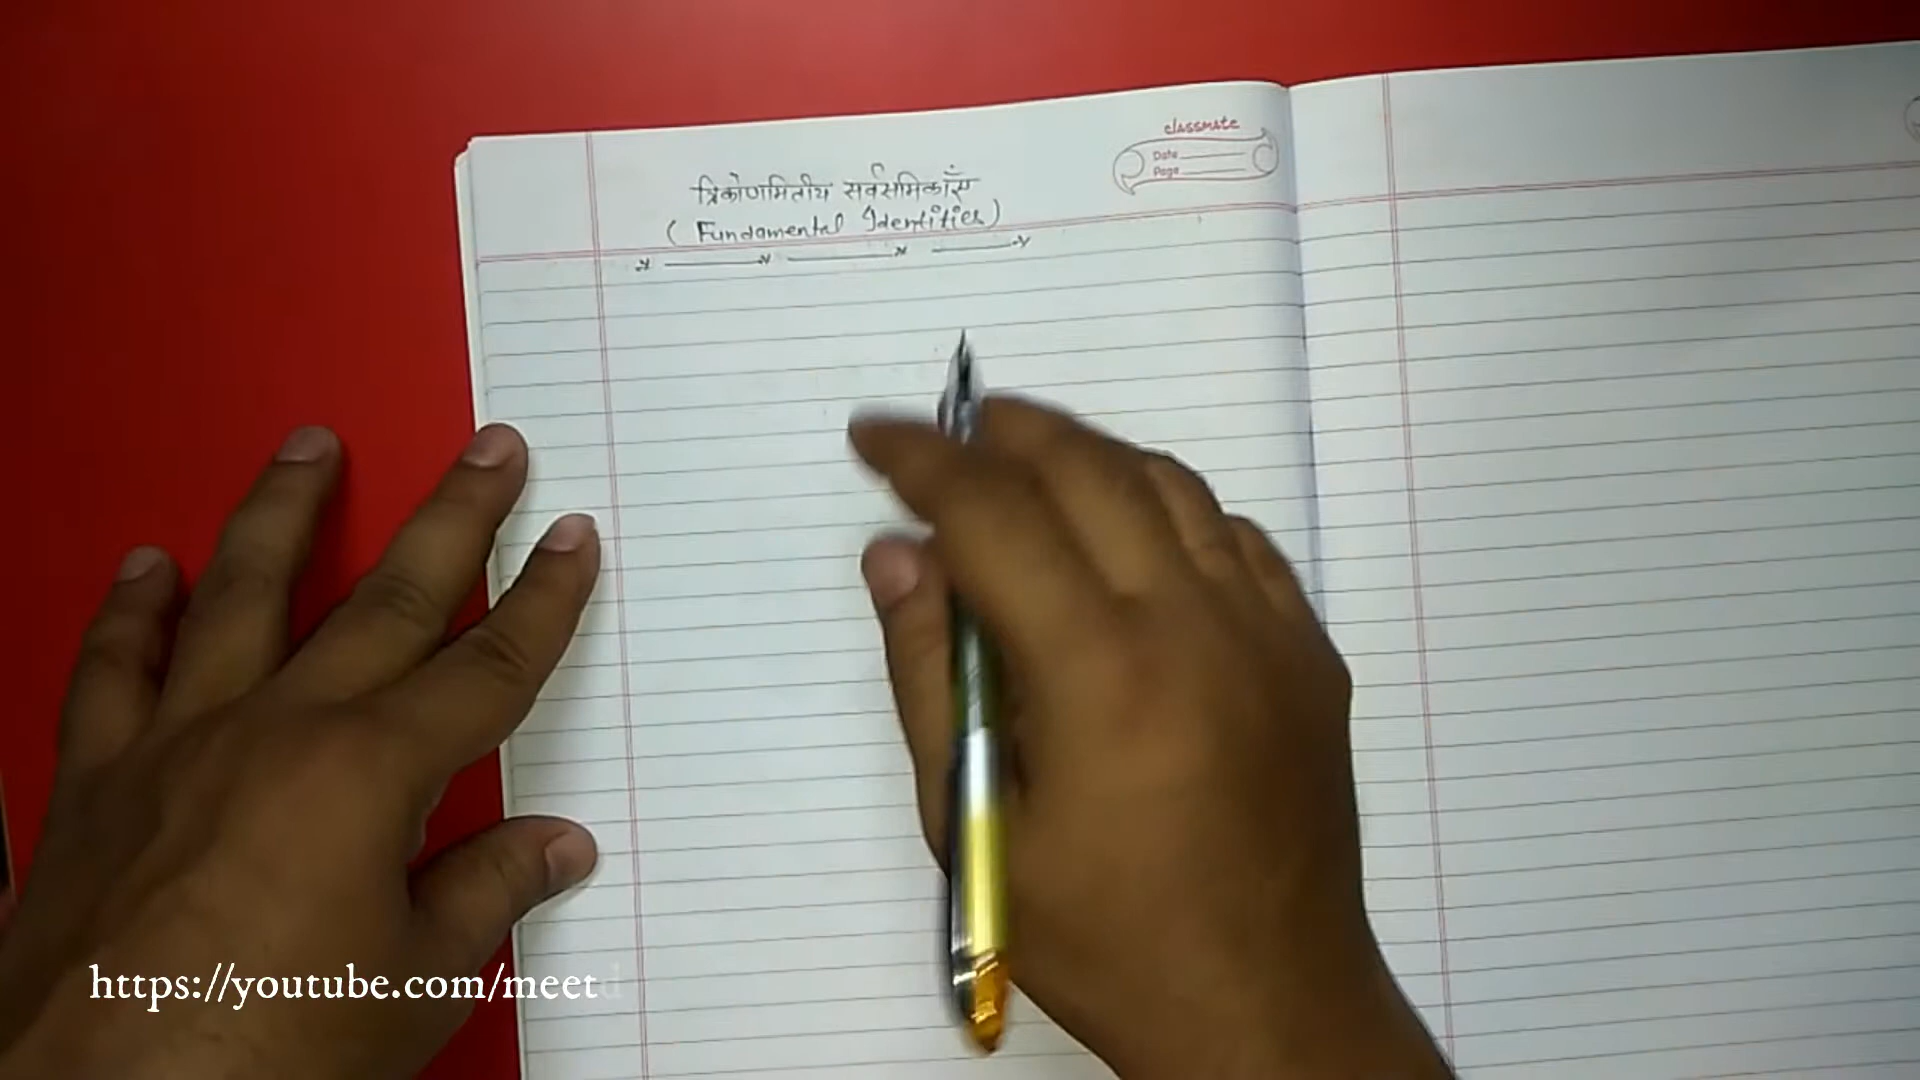 classmate
Date
Page
त्रिकोणमितीय सर्वसमिकाएँ
( Fundamental Identities )
https://youtube.com/meet